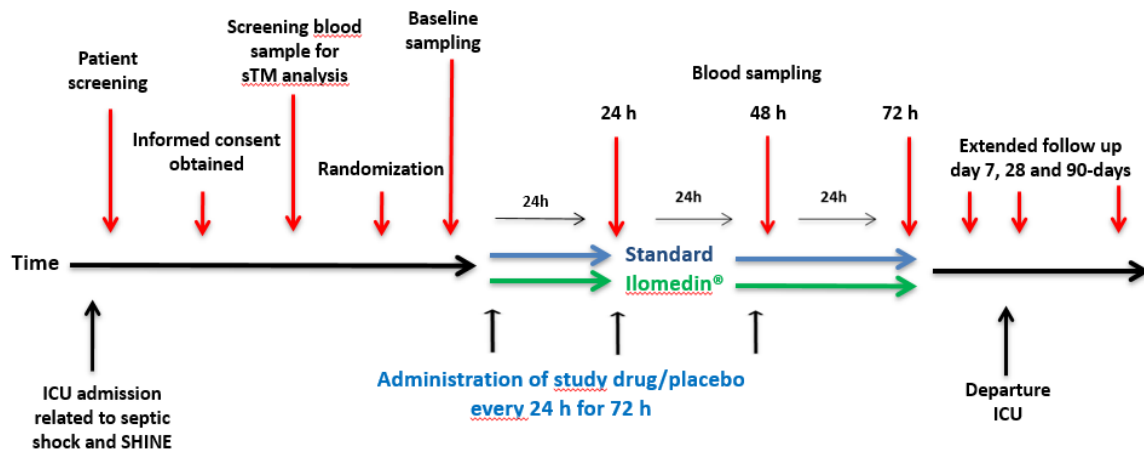 Patient
screening
Informed consent
obtained
Screening blood
sample for
sTM analysis
Randomization
Baseline
sampling
Blood sampling
24 h
48 h
72 h
Extended follow up
day 7, 28 and 90-days
24h
24h
24h
Time
Standard
Ilomedin®
Administration of study drug/placebo
every 24 h for 72 h
ICU admission
related to septic
shock and SHINE
Departure
ICU